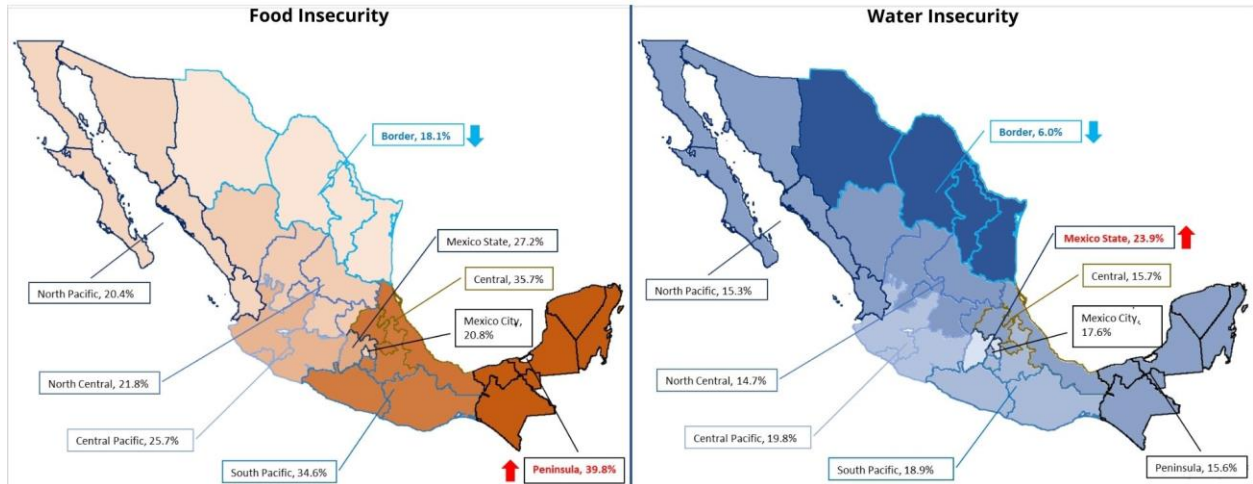 Food Insecurity
Border, 18.1%
Mexico State, 27.2%
Central, 35.7%
North Pacific, 20.4%
Mexico City,
20.8%
North Central, 21.8%
Central Pacific, 25.7%
South Pacific, 34.6%
Peninsula, 39.8%
Water Insecurity
Border, 6.0%
Mexico State, 23.9%
Central, 15.7%
North Pacific, 15.3%
Mexico City,
17.6%
North Central, 14.7%
Central Pacific, 19.8%
South Pacific, 18.9%
Peninsula, 15.6%